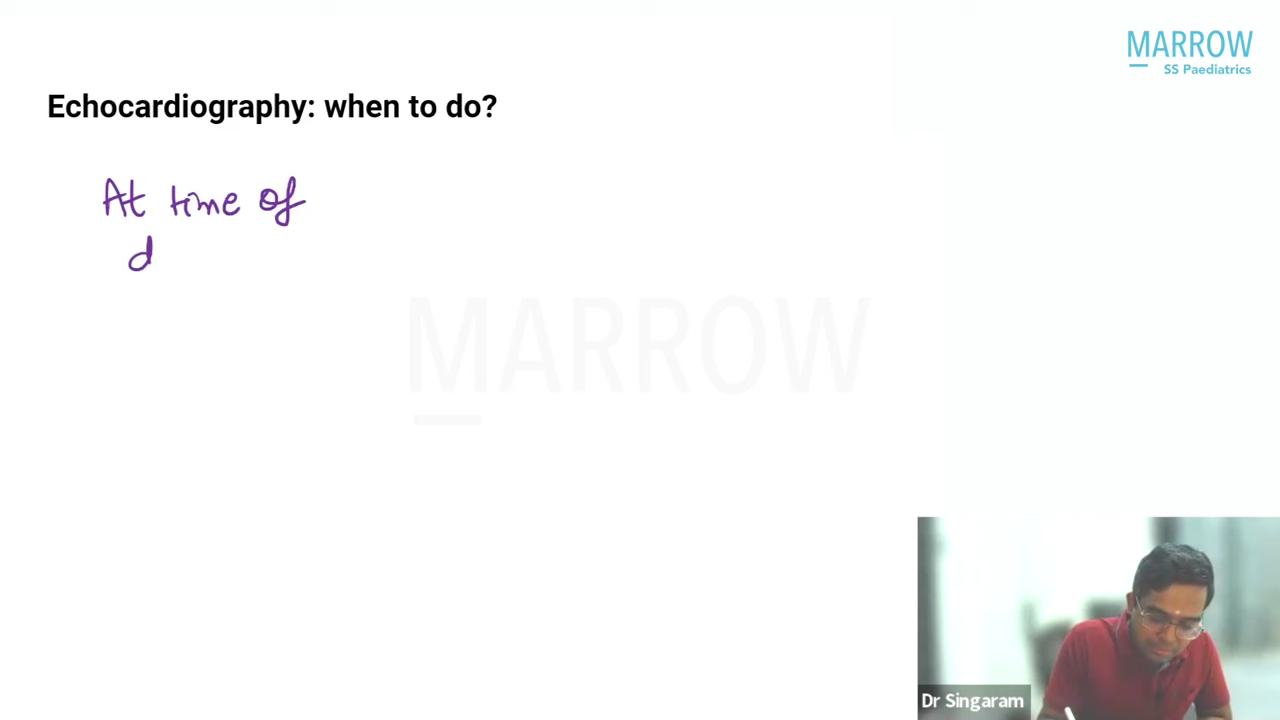 MARROW
SS Paediatrics
Echocardiography: when to do?
At time of
d
MARROW
Dr Singaram